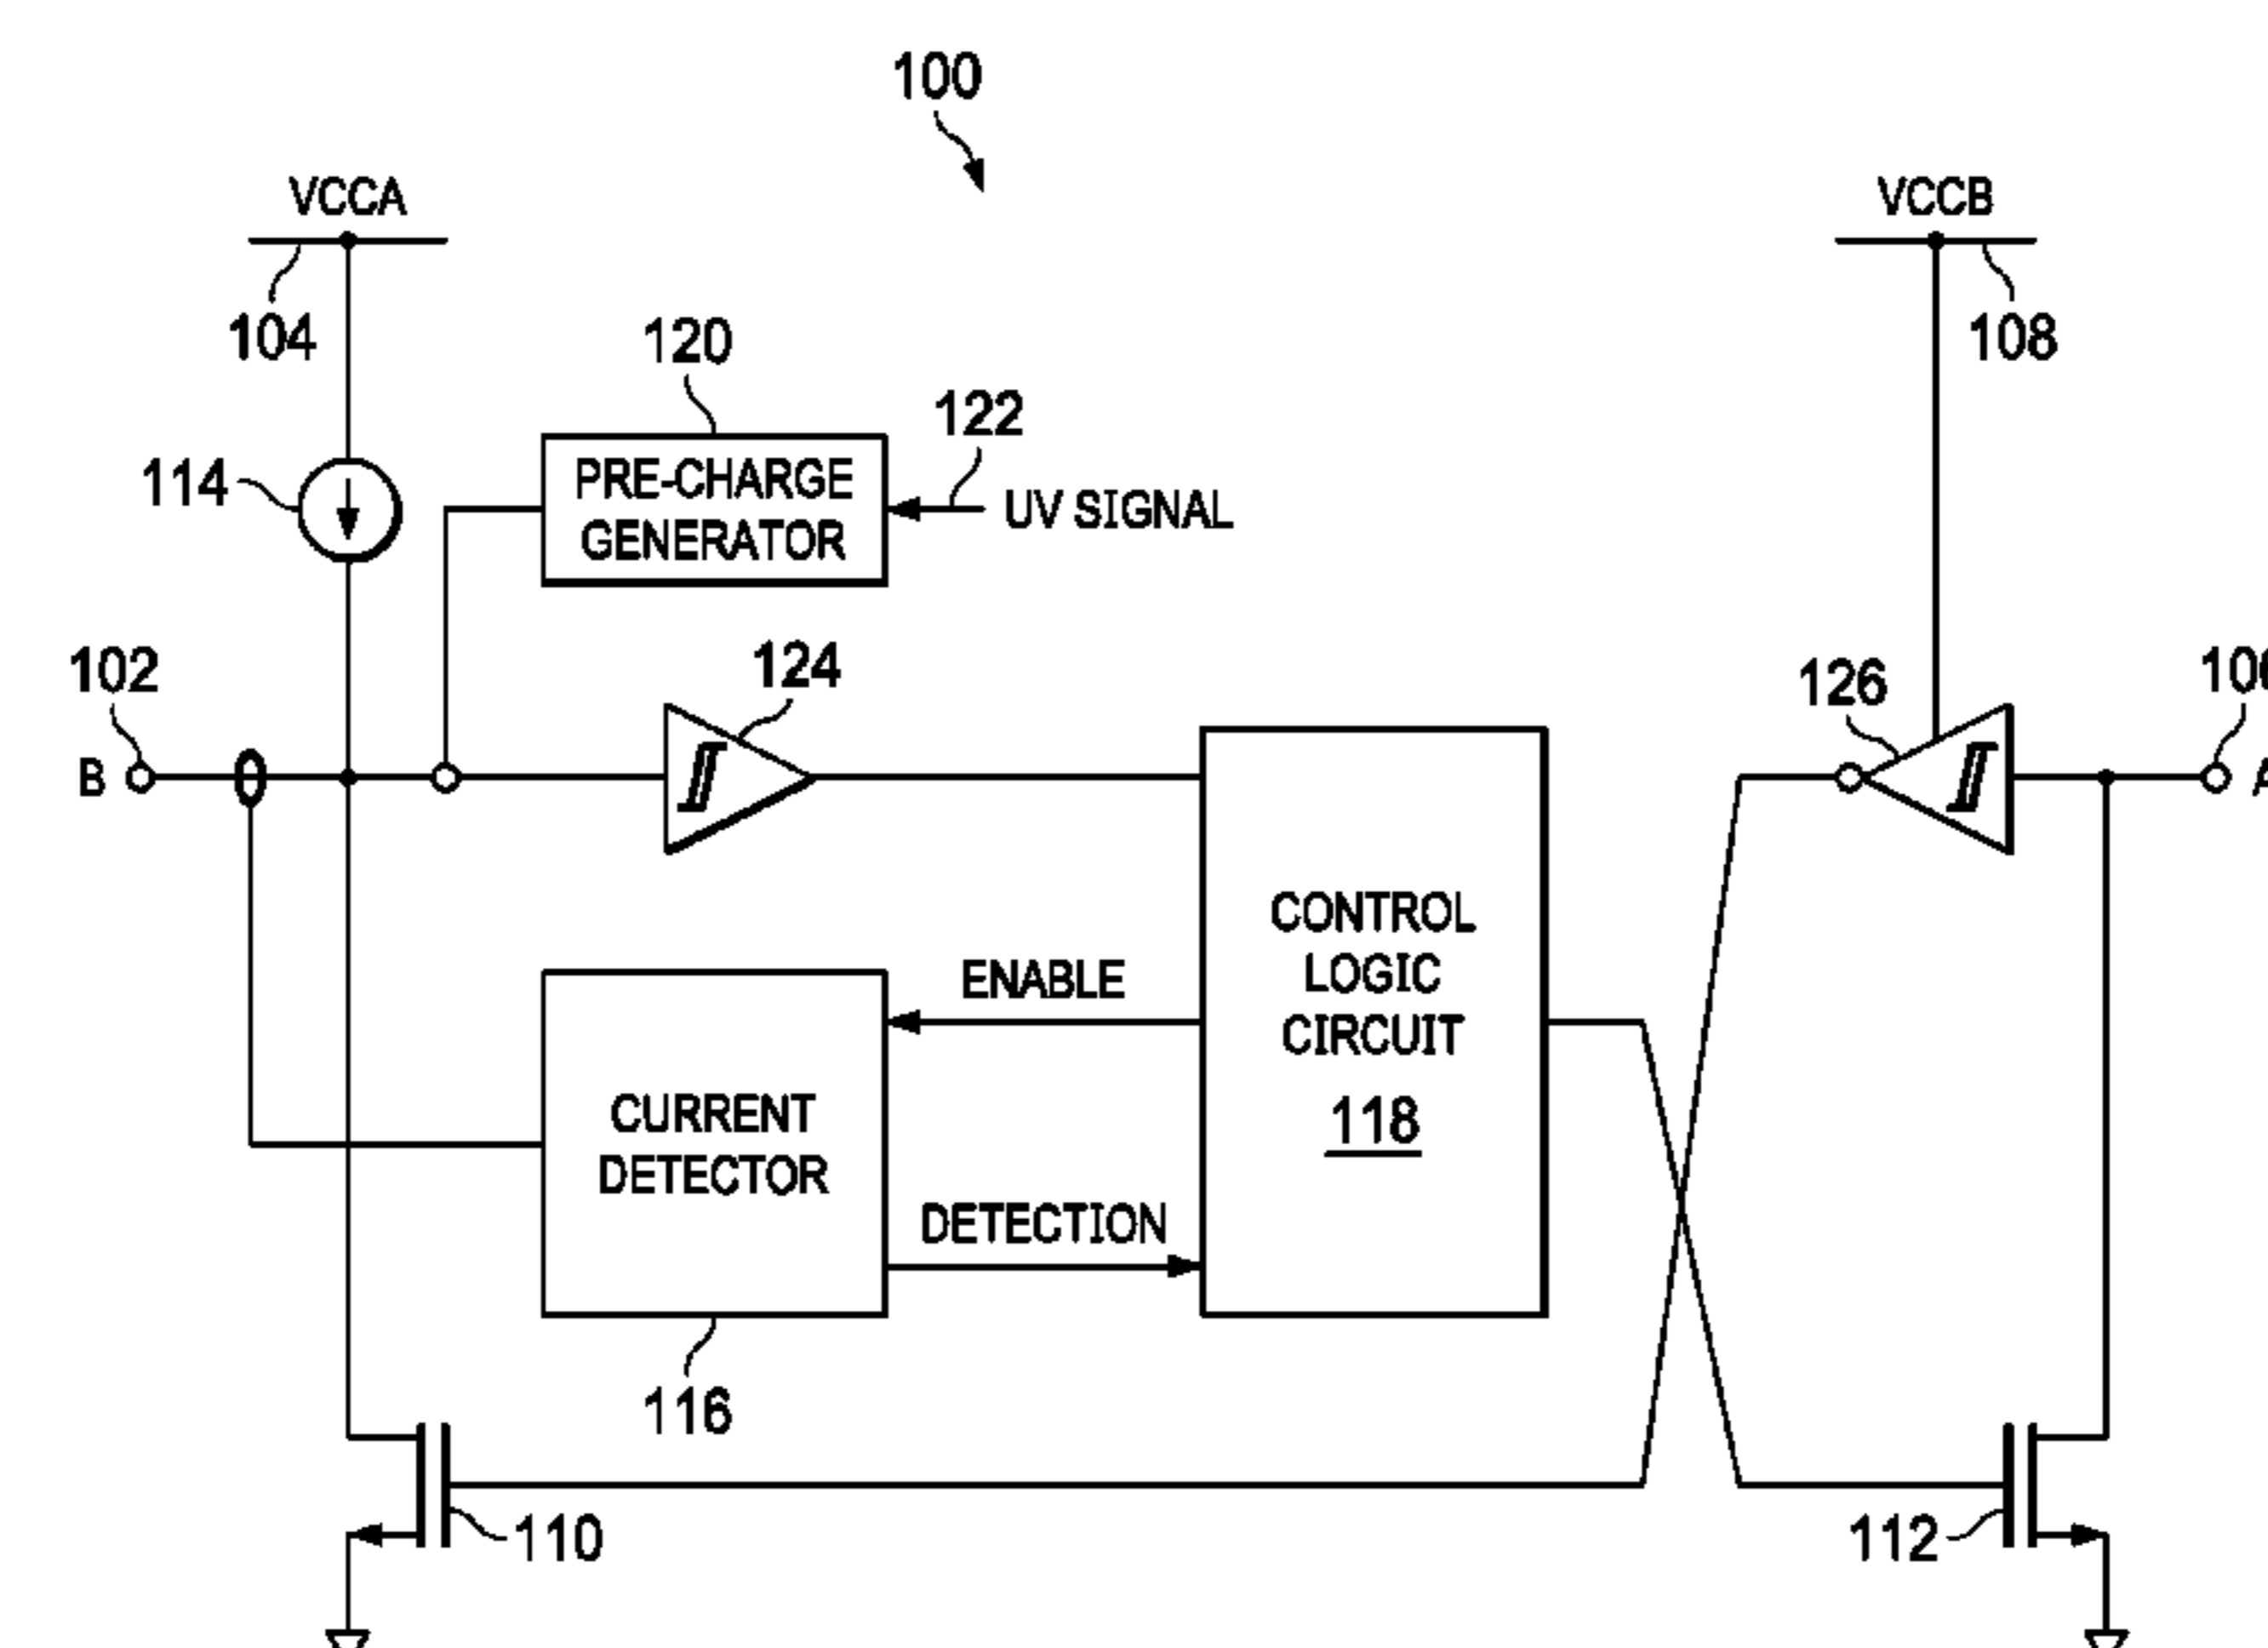 100
VCCA
VCCB
104
108
120
122
114
PRE-CHARGE
GENERATOR
UV SIGNAL
102
124
126
B
CONTROL
LOGIC
CIRCUIT
118
ENABLE
CURRENT
DETECTOR
DETECTION
116
110
112